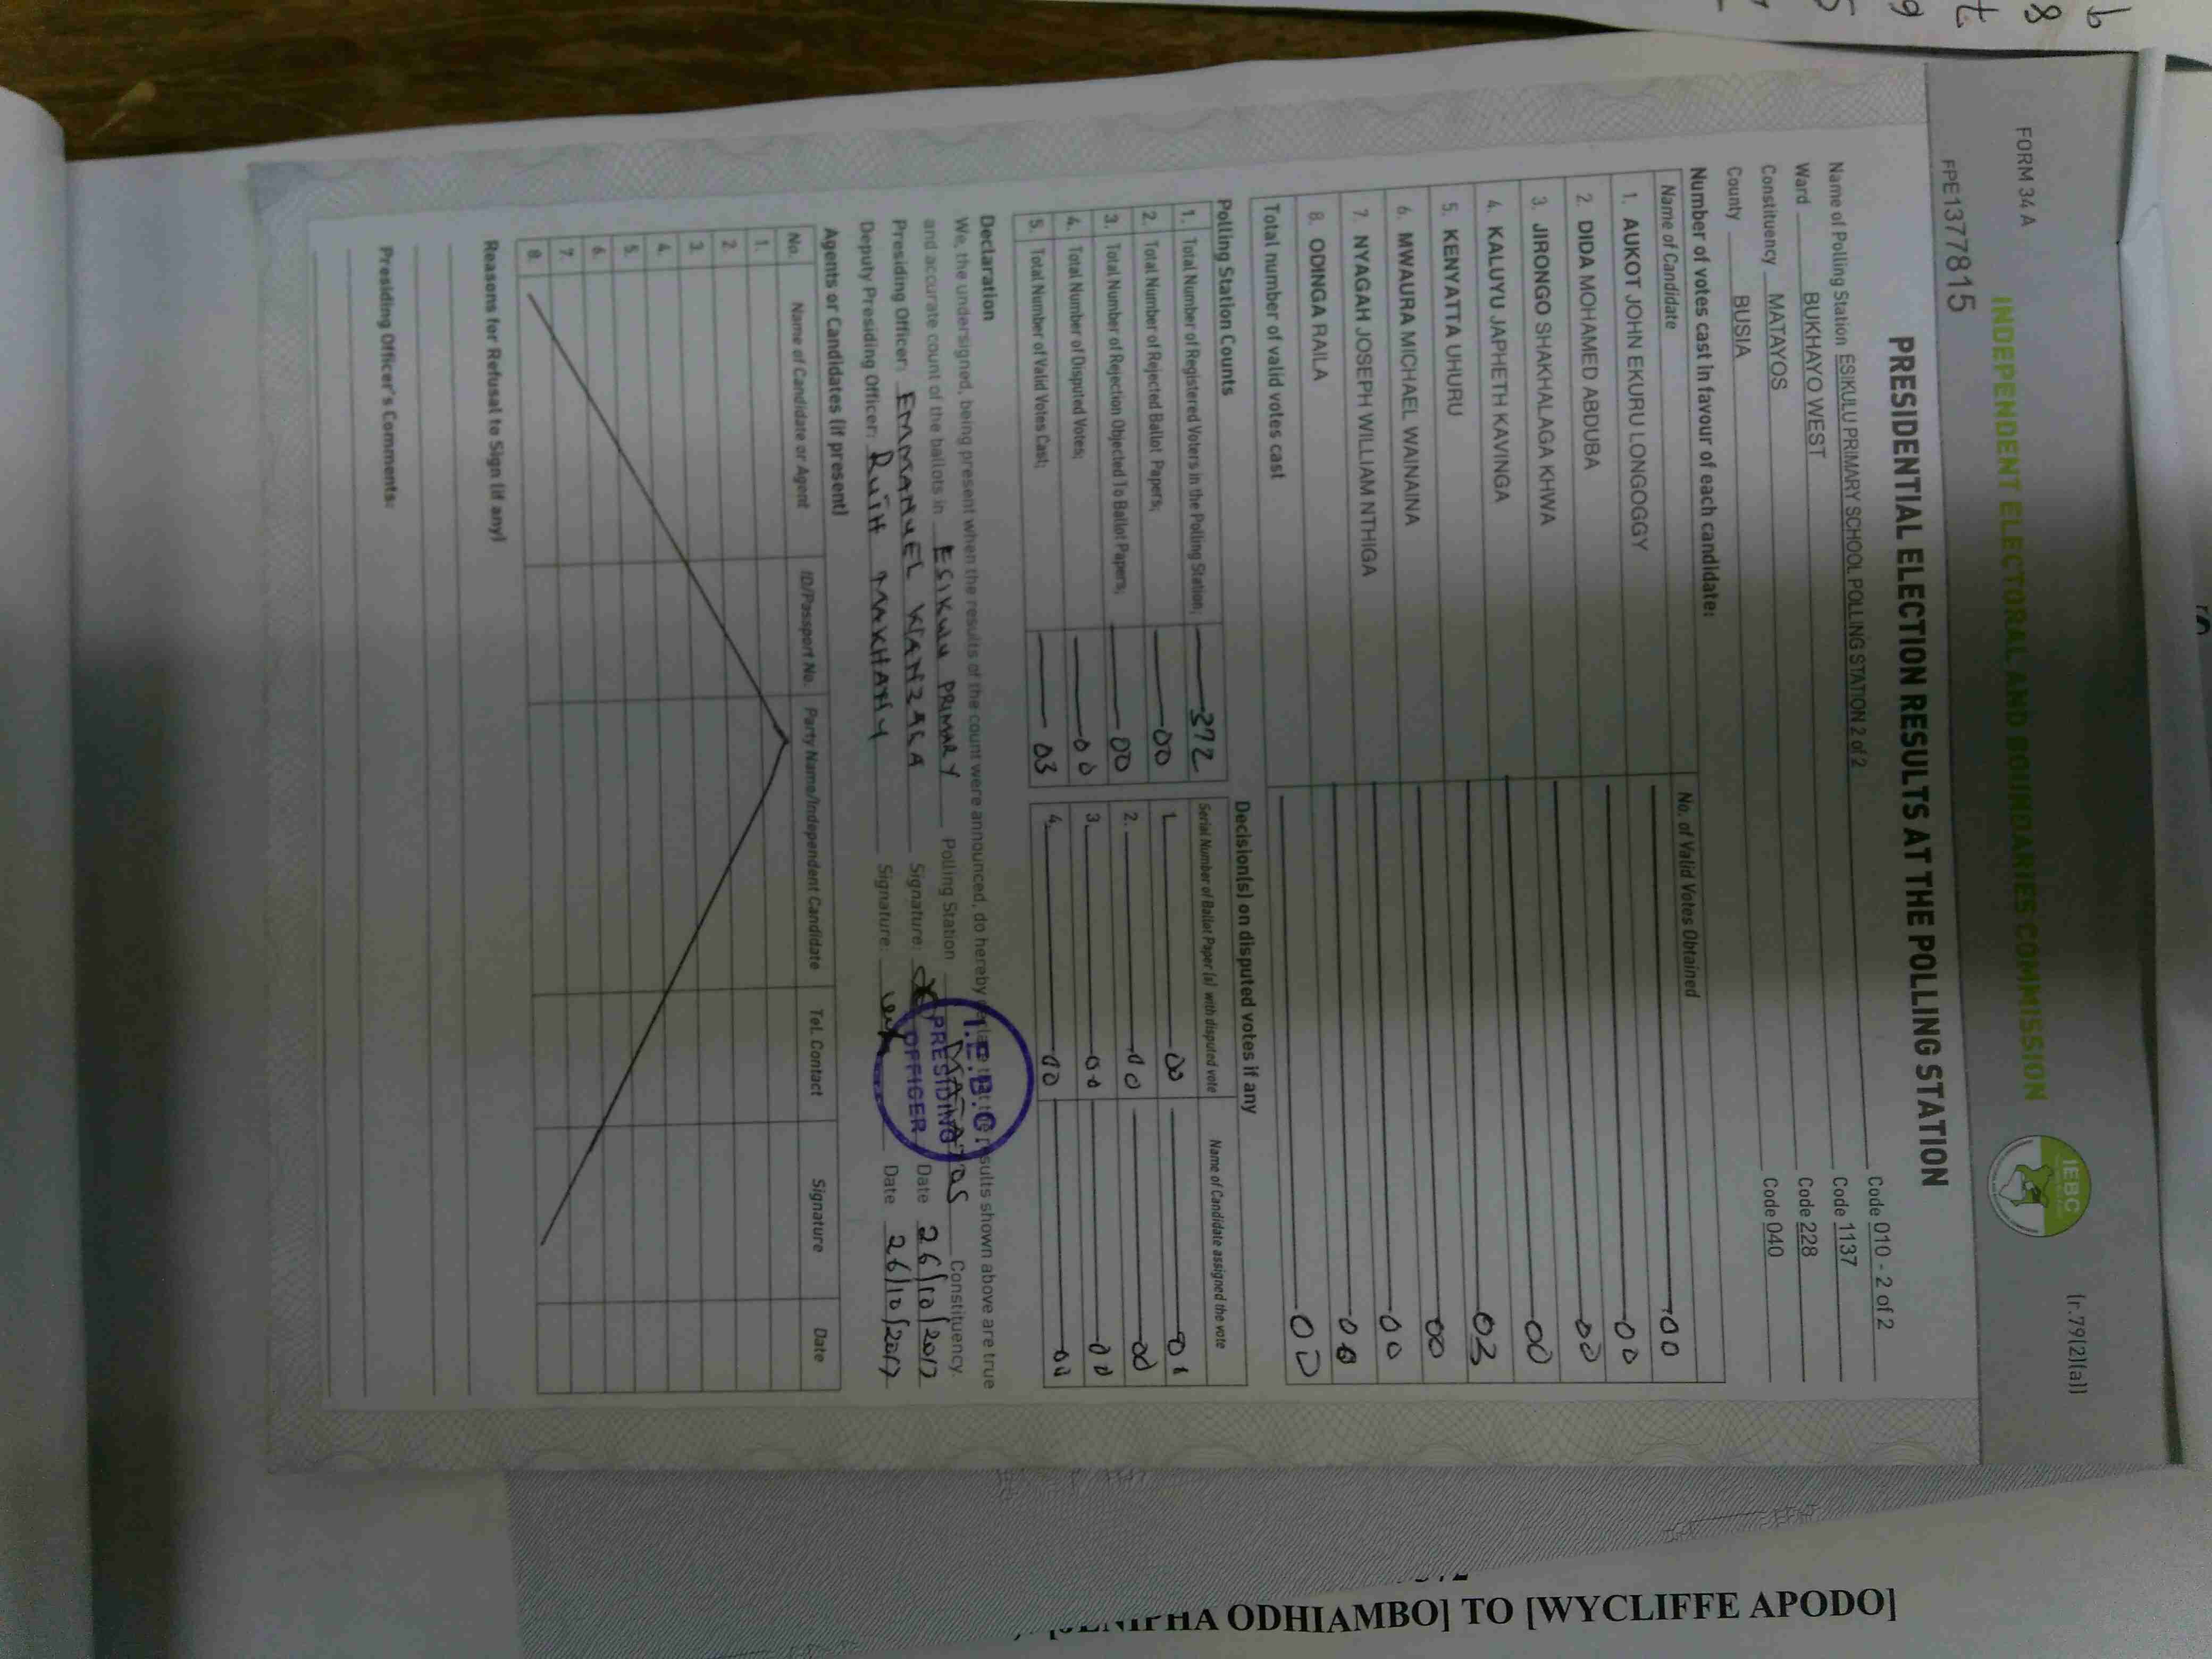 FORM 34 A
(r.79(2)(a))
INDEPENDENT ELECTORAL AND BOUNDARIES COMMISSION
IEBC
FPE1377815
PRESIDENTIAL ELECTION RESULTS AT THE POLLING STATION
Name of Polling Station ESIKULU PRIMARY SCHOOL POLLING STATION 2 of 2 Code 010 - 2 of 2
Ward BUKHAYO WEST Code 1137
Constituency MATAYOS Code 228
County BUSIA Code 040
Number of votes cast in favour of each candidate:
Name of Candidate No. of Valid Votes Obtained
1. AUKOT JOHN EKURU LONGOGGY 00
2. DIDA MOHAMED ABDUBA 00
3. JIRONGO SHAKHALAGA KHWA 00
4. KALUYU JAPHETH KAVINGA 00
5. KENYATTA UHURU 03
6. MWAURA MICHAEL WAINAINA 00
7. NYAGAH JOSEPH WILLIAM NTHIGA 00
8. ODINGA RAILA 00
Total number of valid votes cast 00
Polling Station Counts
1. Total Number of Registered Voters in the Polling Station; 372
2. Total Number of Rejected Ballot Papers; 00
3. Total Number of Rejection Objected To Ballot Papers; 00
4. Total Number of Disputed Votes; 00
5. Total Number of Valid Votes Cast; 03
Decision(s) on disputed votes if any
Serial Number of Ballot Paper(s) with disputed vote Name of Candidate assigned the vote
1. 00 00
2. 00 00
3. 00 00
4. 00 00
Declaration
We, the undersigned, being present when the results of the count were announced, do hereby that the results shown above are true
and accurate count of the ballots in ESIKULU PRIMARY Polling Station MATAYOS Constituency.
Presiding Officer: EMMANUEL WANZALA Signature: Date 26/10/2017
Deputy Presiding Officer: RUTH MAKHANU Signature: Date 26/10/2017
I.E.B.C.
PRESIDING
OFFICER
Agents or Candidates (if present)
No. Name of Candidate or Agent ID/Passport No. Party Name/Independent Candidate Tel. Contact Signature Date
1.
2.
3.
4.
5.
6.
7.
8.
Reasons for Refusal to Sign (if any)
Presiding Officer's Comments:
ODHIAMBO] TO [WYCLIFFE APODO]